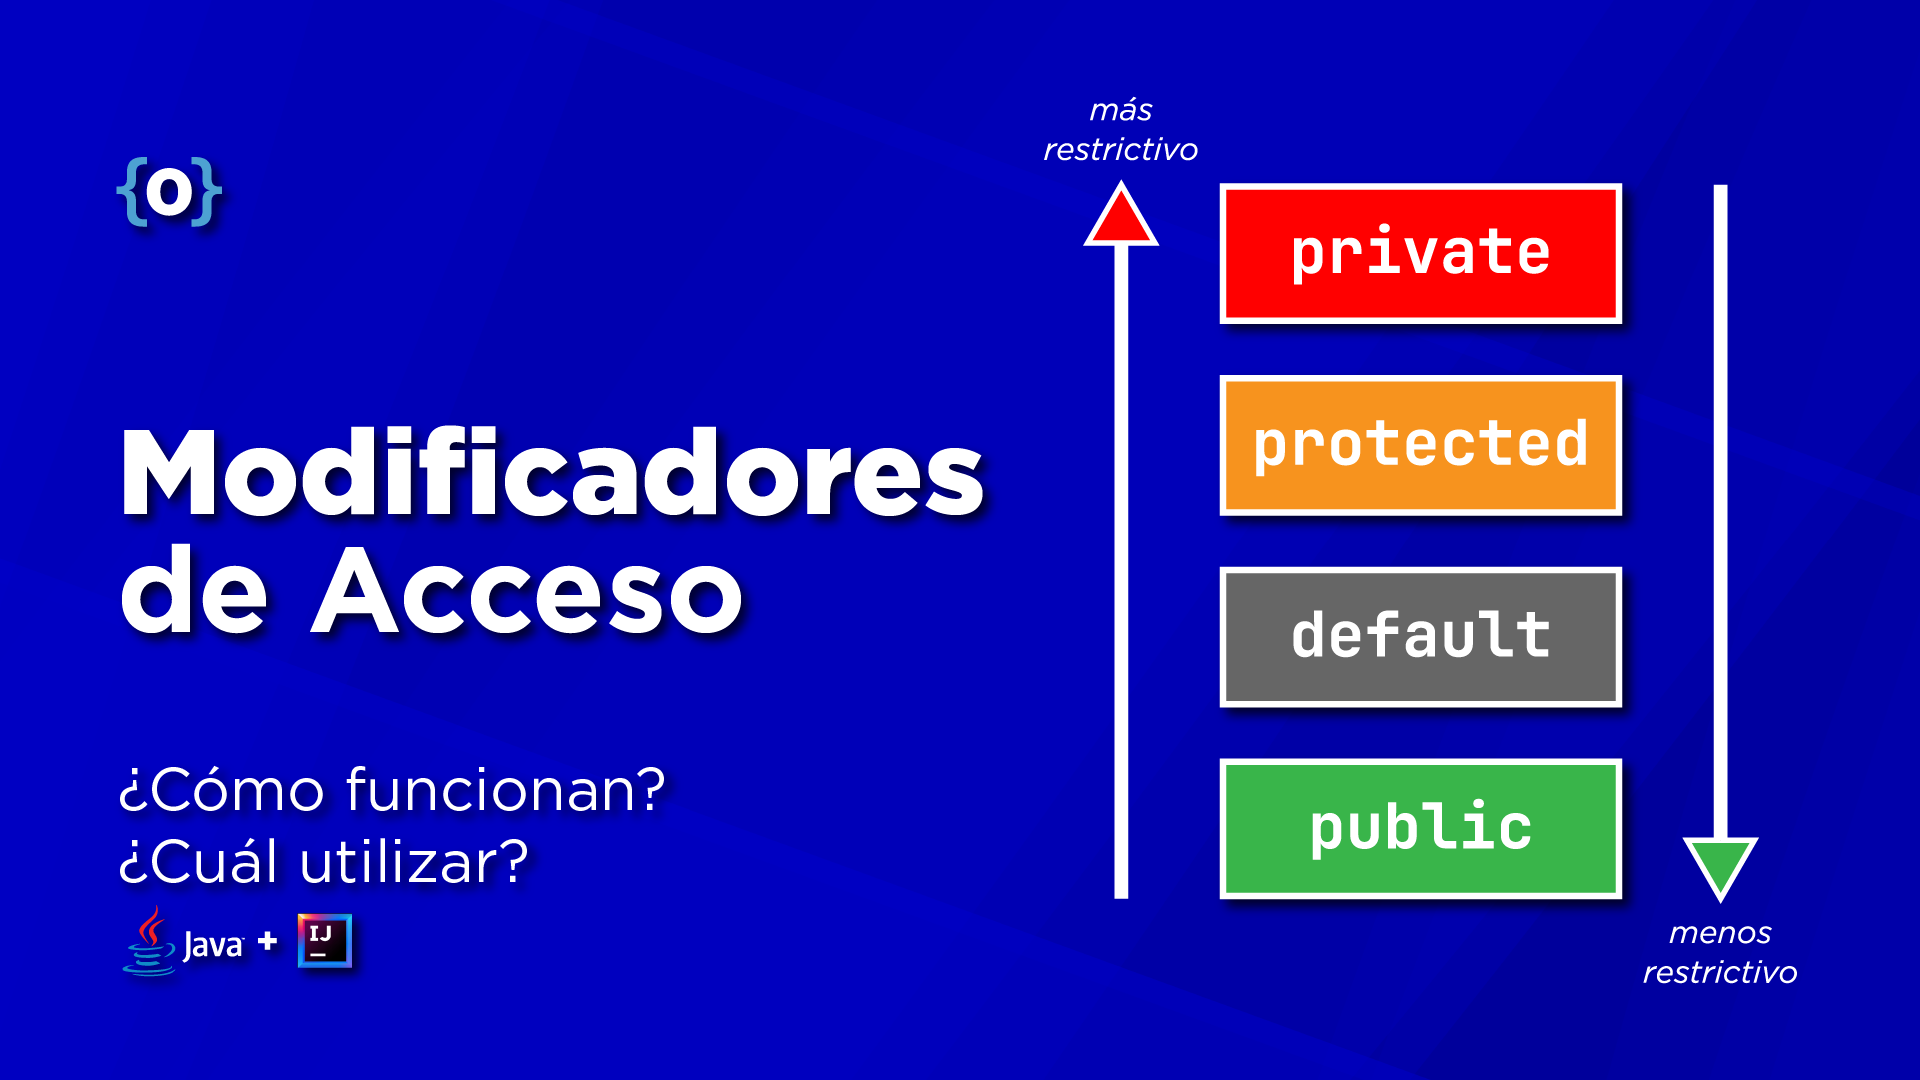 {o}
Modificadores
de Acceso
¿Cómo funcionan?
¿Cuál utilizar?
Java +
IJ
más
restrictivo
private
protected
default
public
menos
restrictivo